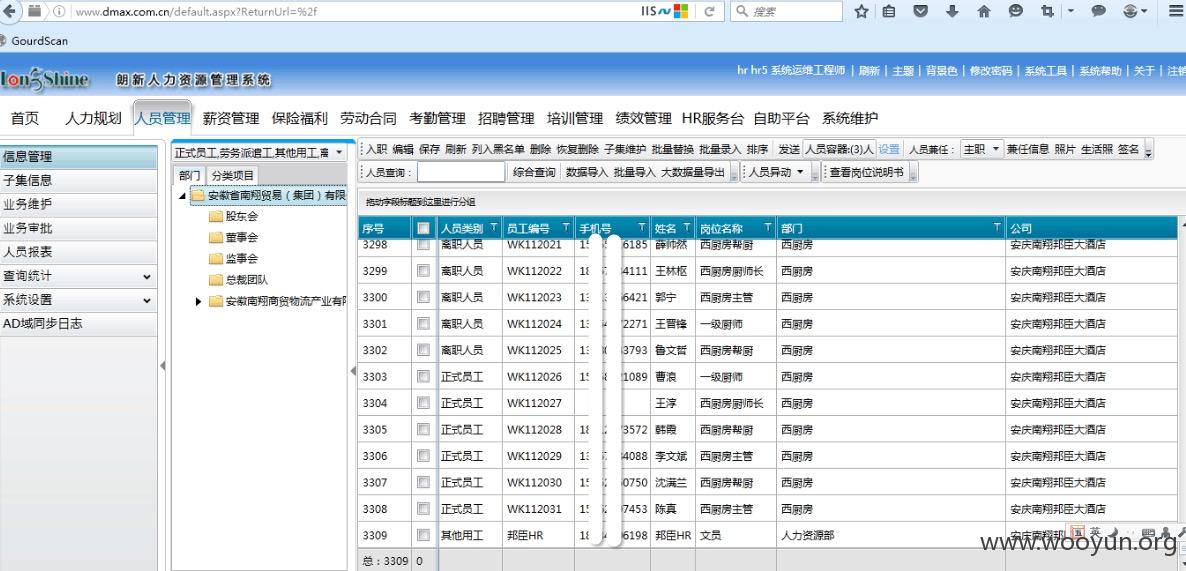 www.dmax.com.cn/default.aspx?ReturnUrl=%2f
IIS
搜索
GourdScan
LongShine 朗新人力资源管理系统
hr hr5 系统运维工程师 | 刷新 | 主题 | 背景色 | 修改密码 | 系统工具 | 系统帮助 | 关于 | 注销
首页 人力规划 人员管理 薪资管理 保险福利 劳动合同 考勤管理 招聘管理 培训管理 绩效管理 HR服务台 自助平台 系统维护
信息管理
子集信息
业务维护
业务审批
人员报表
查询统计
系统设置
AD域同步日志
正式员工,劳务派遣工,其他用工,离
部门 分类项目
安徽省南翔贸易（集团）有限
股东会
董事会
监事会
总裁团队
安徽南翔商贸物流产业有限
入职 编辑 保存 刷新 列入黑名单 删除 恢复删除 子集维护 批量替换 批量录入 排序 发送 人员容器:(3)人 设置 人员兼任： 主职 兼任信息 照片 生活照 签名
人员查询： 综合查询 数据导入 批量导入 大数据量导出 人员异动 查看岗位说明书
拖动字段标题到这里进行分组
序号 人员类别 员工编号 手机号 姓名 岗位名称 部门 公司
3298 离职人员 WK112021 15 5 6185 薛帅然 西厨房帮厨 西厨房 安庆南翔邦臣大酒店
3299 离职人员 WK112022 18 7 4111 王林枢 西厨房厨师长 西厨房 安庆南翔邦臣大酒店
3300 离职人员 WK112023 13 6421 郭宁 西厨房主管 西厨房 安庆南翔邦臣大酒店
3301 离职人员 WK112024 13 2271 王晋锋 一级厨师 西厨房 安庆南翔邦臣大酒店
3302 离职人员 WK112025 13 3793 鲁文哲 西厨房帮厨 西厨房 安庆南翔邦臣大酒店
3303 正式员工 WK112026 15 1089 曹浪 一级厨师 西厨房 安庆南翔邦臣大酒店
3304 正式员工 WK112027 王淳 西厨房厨师长 西厨房 安庆南翔邦臣大酒店
3305 正式员工 WK112028 18 3572 韩霞 西厨房帮厨 西厨房 安庆南翔邦臣大酒店
3306 正式员工 WK112029 13 4088 李文斌 西厨房主管 西厨房 安庆南翔邦臣大酒店
3307 正式员工 WK112030 15 0750 沈满兰 西厨房帮厨 西厨房 安庆南翔邦臣大酒店
3308 正式员工 WK112031 15 7453 陈真 西厨房主管 西厨房 安庆南翔邦臣大酒店
3309 其他用工 邦臣HR 18 6198 邦臣HR 文员 人力资源部 安庆南翔邦臣大酒店
总：3309 0
英
www.wooyun.org